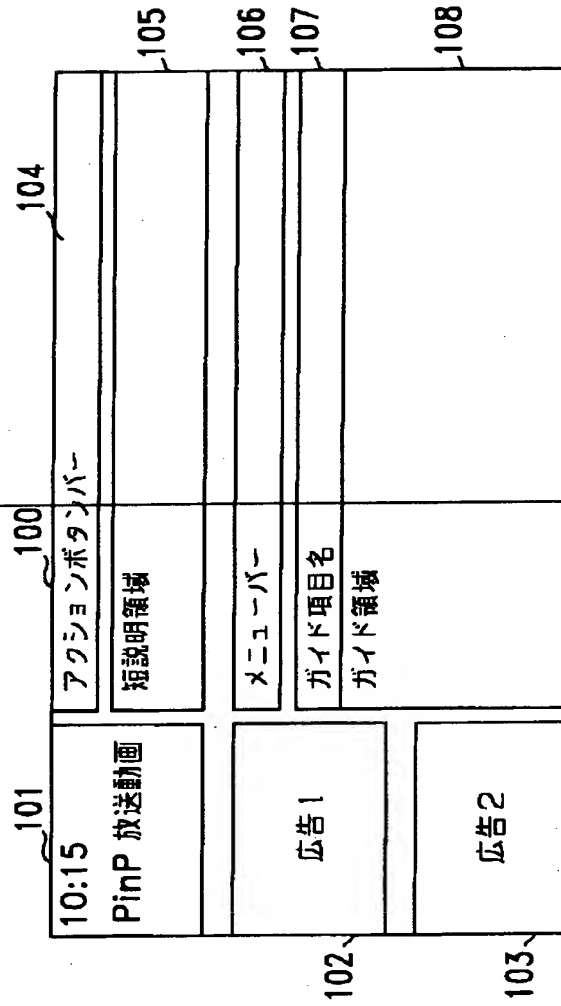 100
101
10:15
PinP 放送動画
広告1
広告2
102
103
アクションボタンバー
104
短説明領域
105
メニューバー
106
ガイド項目名
107
ガイド領域
108